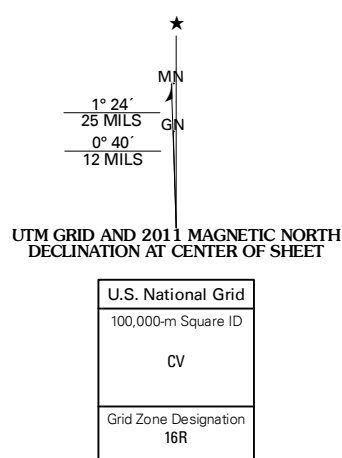 ★
MN
1° 24´
25 MILS
GN
0° 40´
12 MILS
UTM GRID AND 2011 MAGNETIC NORTH
DECLINATION AT CENTER OF SHEET
U.S. National Grid
100,000-m Square ID
CV
Grid Zone Designation
16R